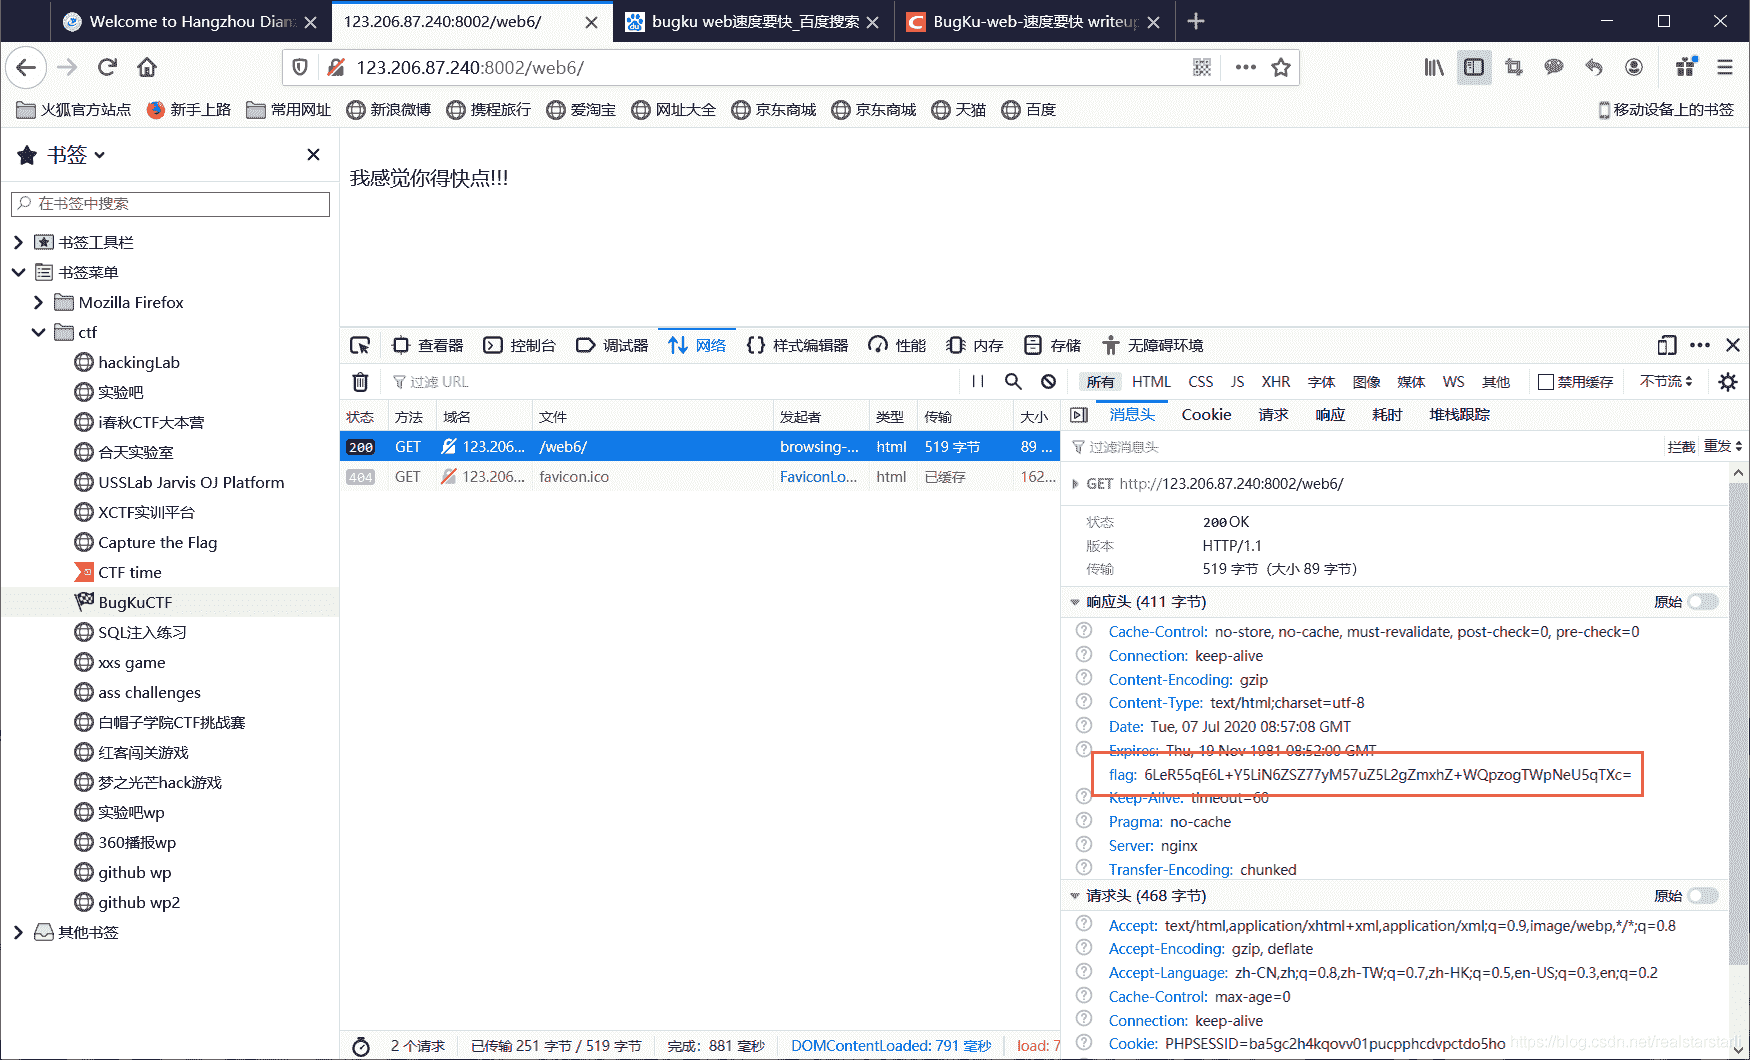 Welcome to Hangzhou Dian
123.206.87.240:8002/web6/
bugku web速度要快_百度搜索
BugKu-web-速度要快 writeup
123.206.87.240:8002/web6/
火狐官方站点
新手上路
常用网址
新浪微博
携程旅行
爱淘宝
网址大全
京东商城
京东商城
天猫
百度
移动设备上的书签
书签
在书签中搜索
书签工具栏
书签菜单
Mozilla Firefox
ctf
hackingLab
实验吧
i春秋CTF大本营
合天实验室
USSLab Jarvis OJ Platform
XCTF实训平台
Capture the Flag
CTF time
BugKuCTF
SQL注入练习
xxs game
ass challenges
白帽子学院CTF挑战赛
红客闯关游戏
梦之光芒hack游戏
实验吧wp
360播报wp
github wp
github wp2
其他书签
我感觉你得快点!!!
查看器
控制台
调试器
网络
样式编辑器
性能
内存
存储
无障碍环境
过滤 URL
所有 HTML CSS JS XHR 字体 图像 媒体 WS 其他
禁用缓存
不节流
状态 方法 域名 文件 发起者 类型 传输 大小
200 GET 123.206... /web6/ browsing-... html 519 字节 89 ...
404 GET 123.206... favicon.ico FaviconLo... html 已缓存 162...
消息头 Cookie 请求 响应 耗时 堆栈跟踪
过滤消息头
拦截 重发
GET http://123.206.87.240:8002/web6/
状态 200 OK
版本 HTTP/1.1
传输 519 字节（大小 89 字节）
响应头 (411 字节)
原始
Cache-Control: no-store, no-cache, must-revalidate, post-check=0, pre-check=0
Connection: keep-alive
Content-Encoding: gzip
Content-Type: text/html;charset=utf-8
Date: Tue, 07 Jul 2020 08:57:08 GMT
Expires: Thu, 19 Nov 1981 08:52:00 GMT
flag: 6LeR55qE6L+Y5LiN6ZSZ77yM57uZ5L2gZmxhZ+WQpzogTWpNeU5qTXc=
Keep-Alive: timeout=60
Pragma: no-cache
Server: nginx
Transfer-Encoding: chunked
请求头 (468 字节)
原始
Accept: text/html,application/xhtml+xml,application/xml;q=0.9,image/webp,*/*;q=0.8
Accept-Encoding: gzip, deflate
Accept-Language: zh-CN,zh;q=0.8,zh-TW;q=0.7,zh-HK;q=0.5,en-US;q=0.3,en;q=0.2
Cache-Control: max-age=0
Connection: keep-alive
Cookie: PHPSESSID=ba5gc2h4kqovv01pucpphcdvpctdo5ho
2 个请求
已传输 251 字节 / 519 字节
完成：881 毫秒
DOMContentLoaded: 791 毫秒
load: 7